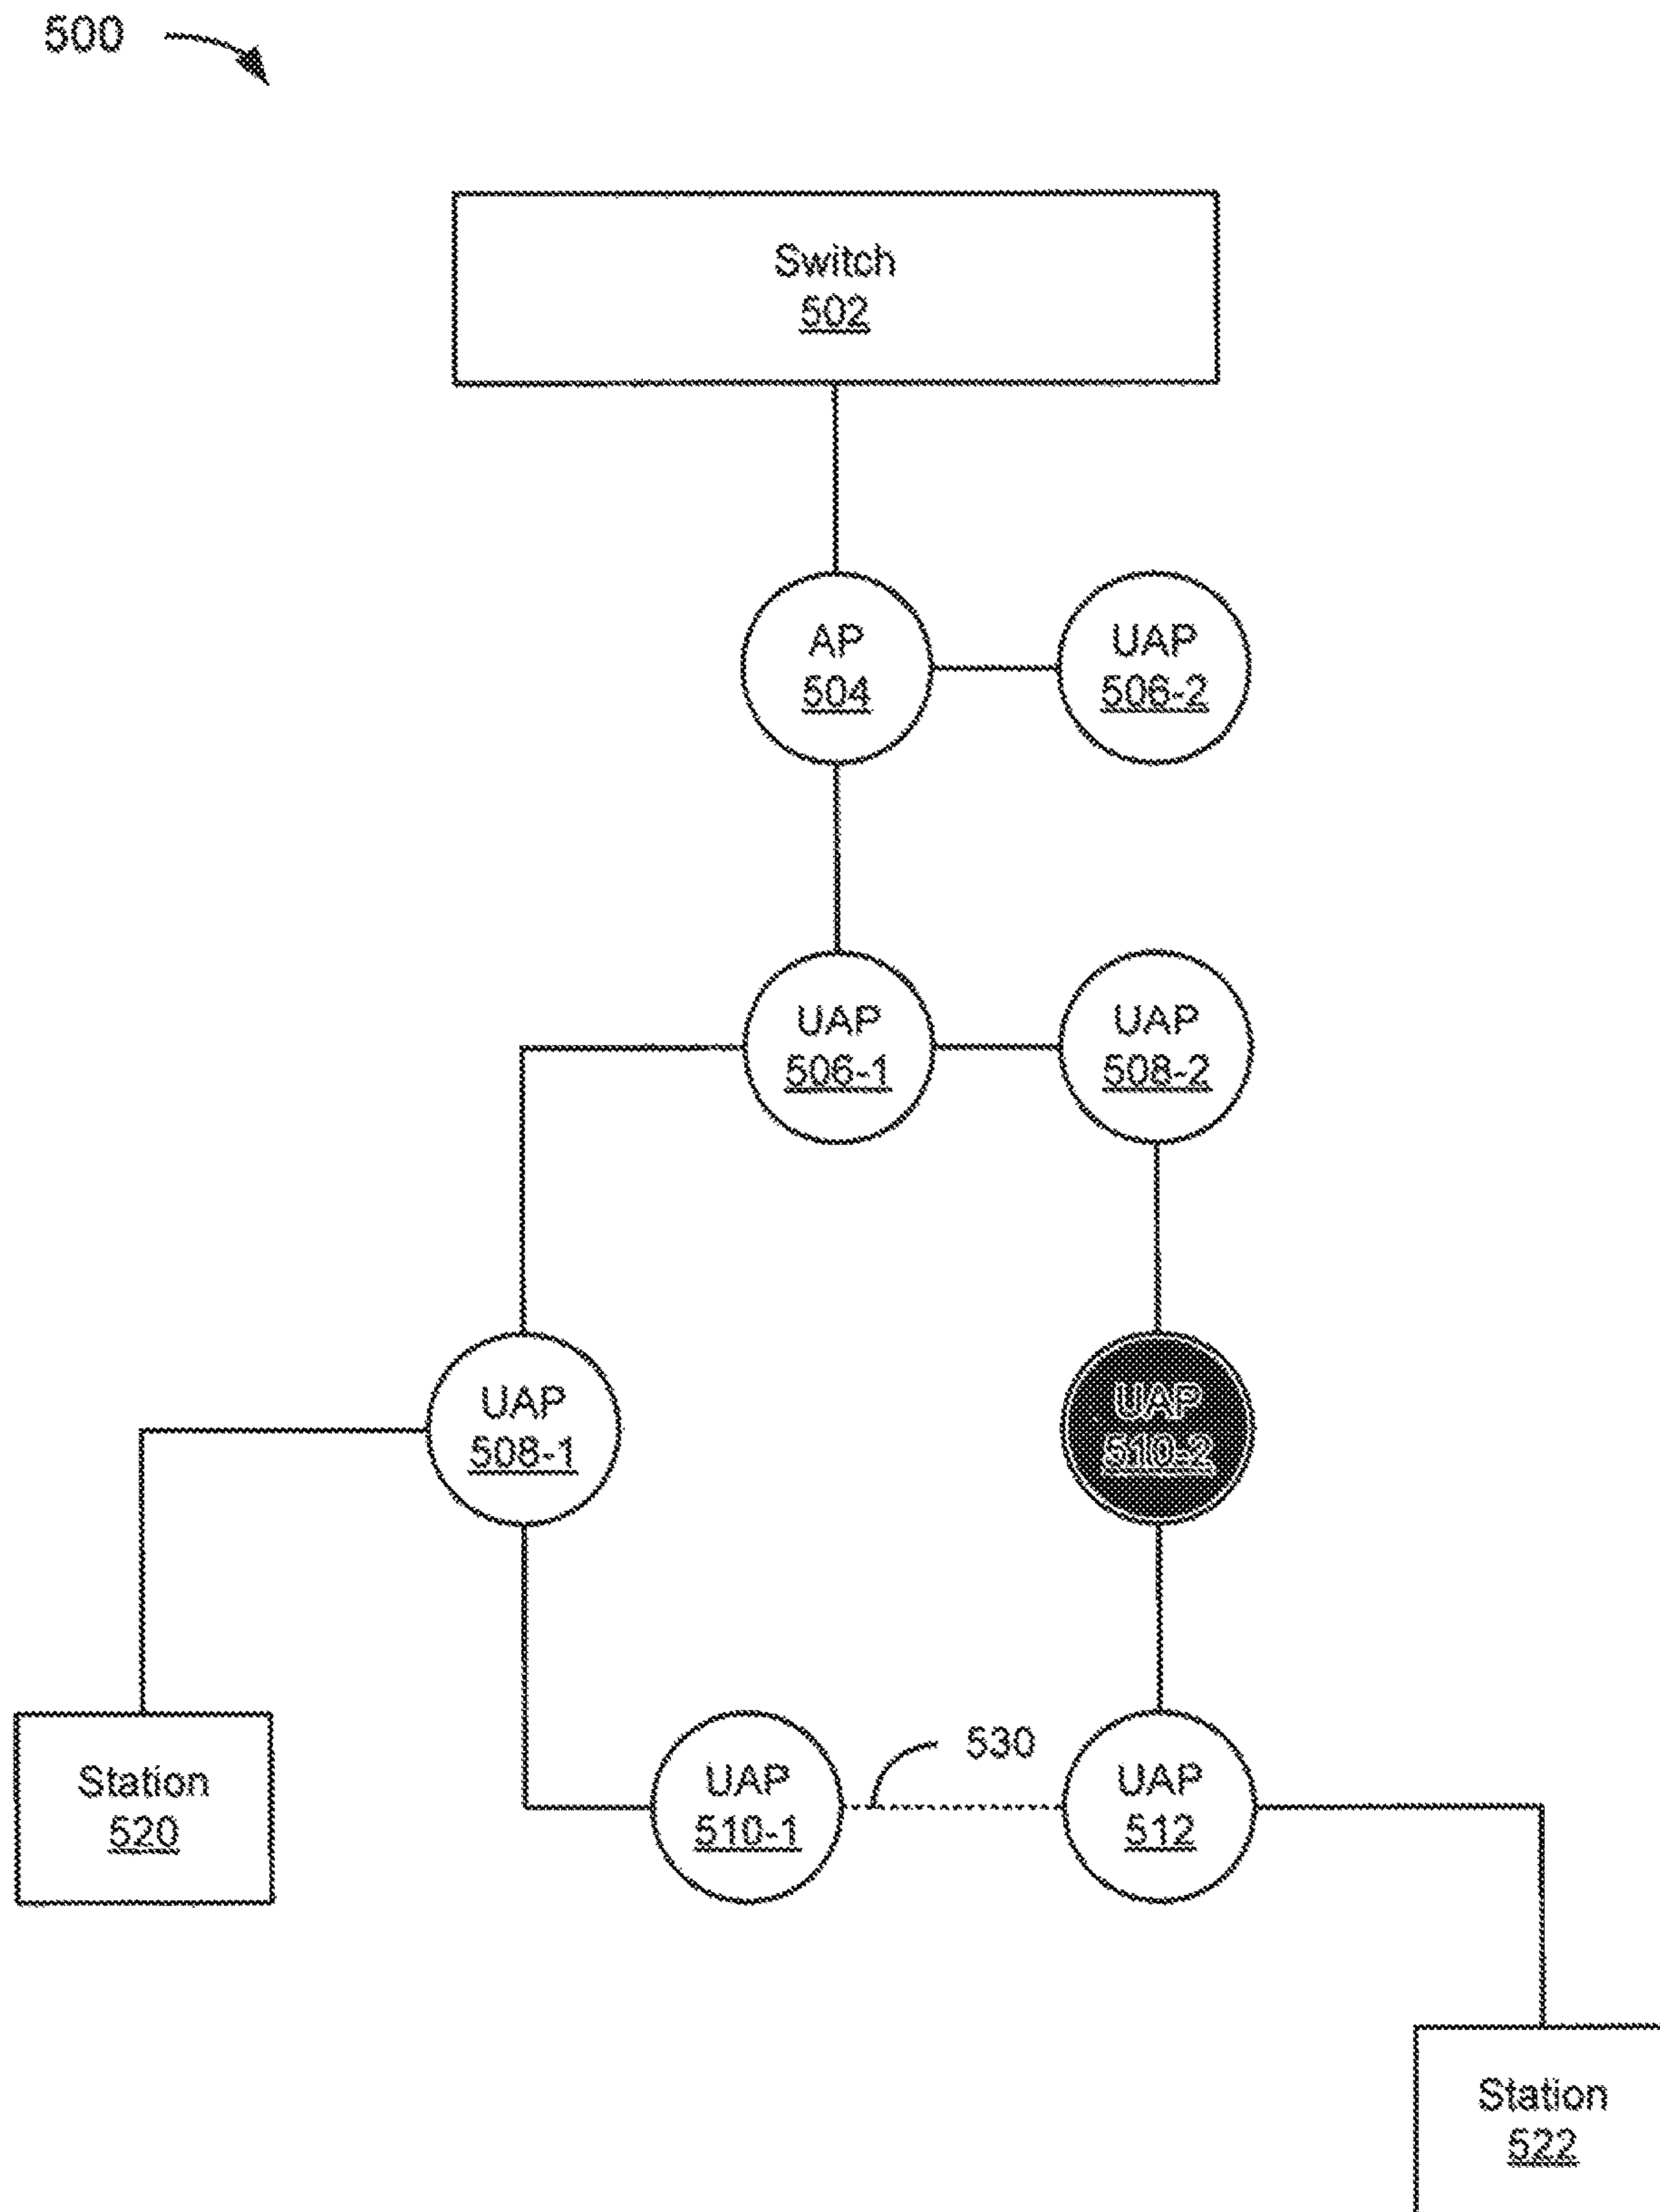 500
Switch
502
AP
504
UAP
506-2
UAP
506-1
UAP
508-2
UAP
508-1
UAP
510-2
Station
520
UAP
510-1
530
UAP
512
Station
522